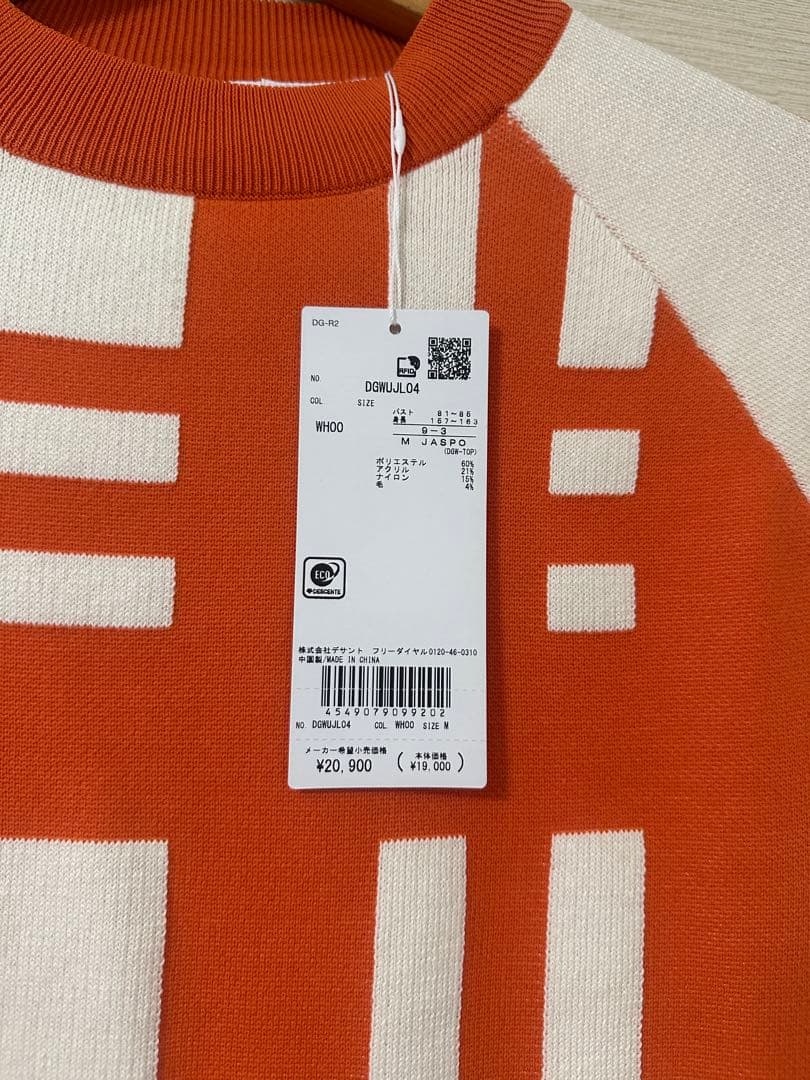 DG-R2
RFID
NO. DGWUJL04
COL SIZE
WH00
バスト 81~86
身長 157~163
9-3
M JASPO
(DGW-TOP)
ポリエステル 60%
アクリル 21%
ナイロン 15%
毛 4%
ECO
DESCENTE
株式会社デサント フリーダイヤル0120-46-0310
中国製/MADE IN CHINA
4549079099202
NO. DGWUJL04 COL. WH00 SIZE M
メーカー希望小売価格
¥20,900 (本体価格 ¥19,000)